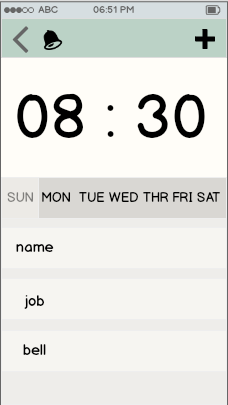 ABC 06:51 PM
08 : 30
SUN MON TUE WED THR FRI SAT
name
job
bell